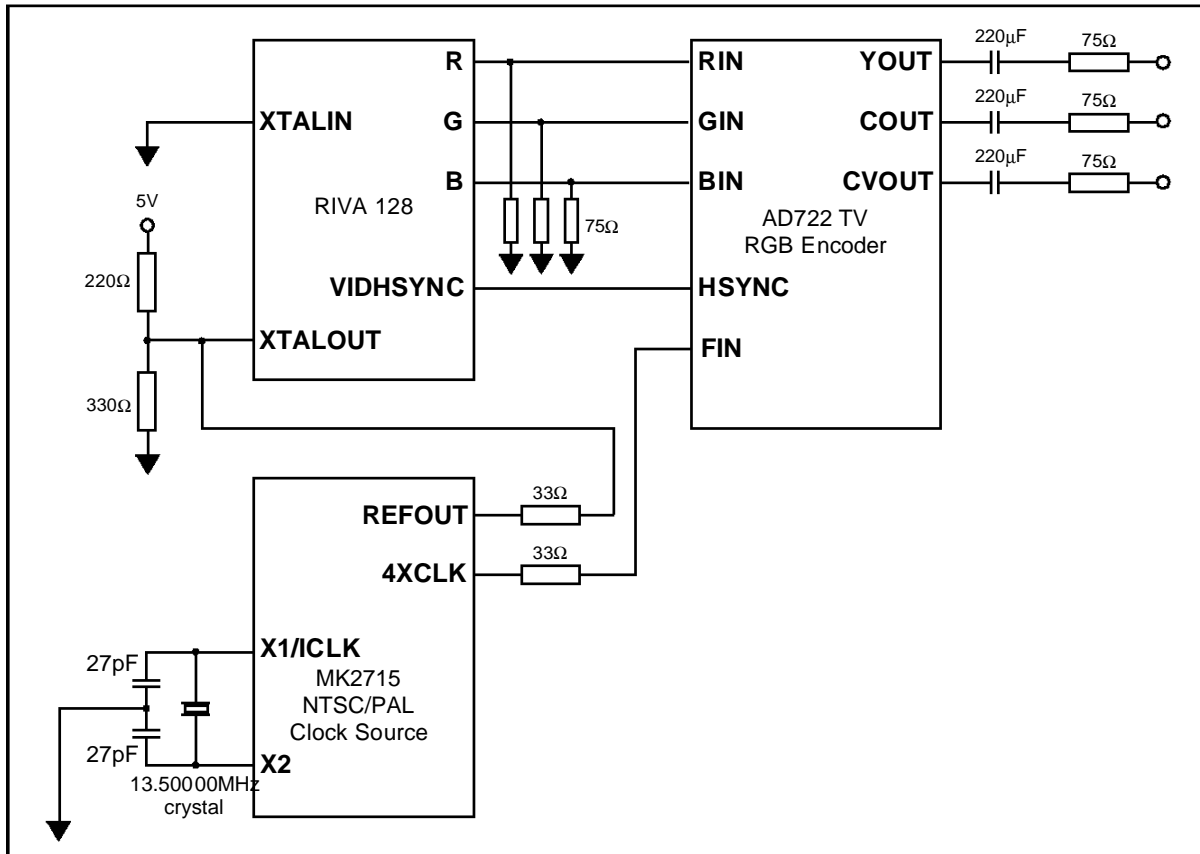 220μF
75Ω
R
RIN
YOUT
220μF
75Ω
XTALIN
G
GIN
COUT
220μF
75Ω
B
BIN
CVOUT
5V
RIVA 128
75Ω
AD722 TV
RGB Encoder
220Ω
VIDHSYNC
HSYNC
XTALOUT
FIN
330Ω
REFOUT
33Ω
4XCLK
33Ω
X1/ICLK
27pF
MK2715
NTSC/PAL
Clock Source
27pF
X2
13.50000MHz
crystal